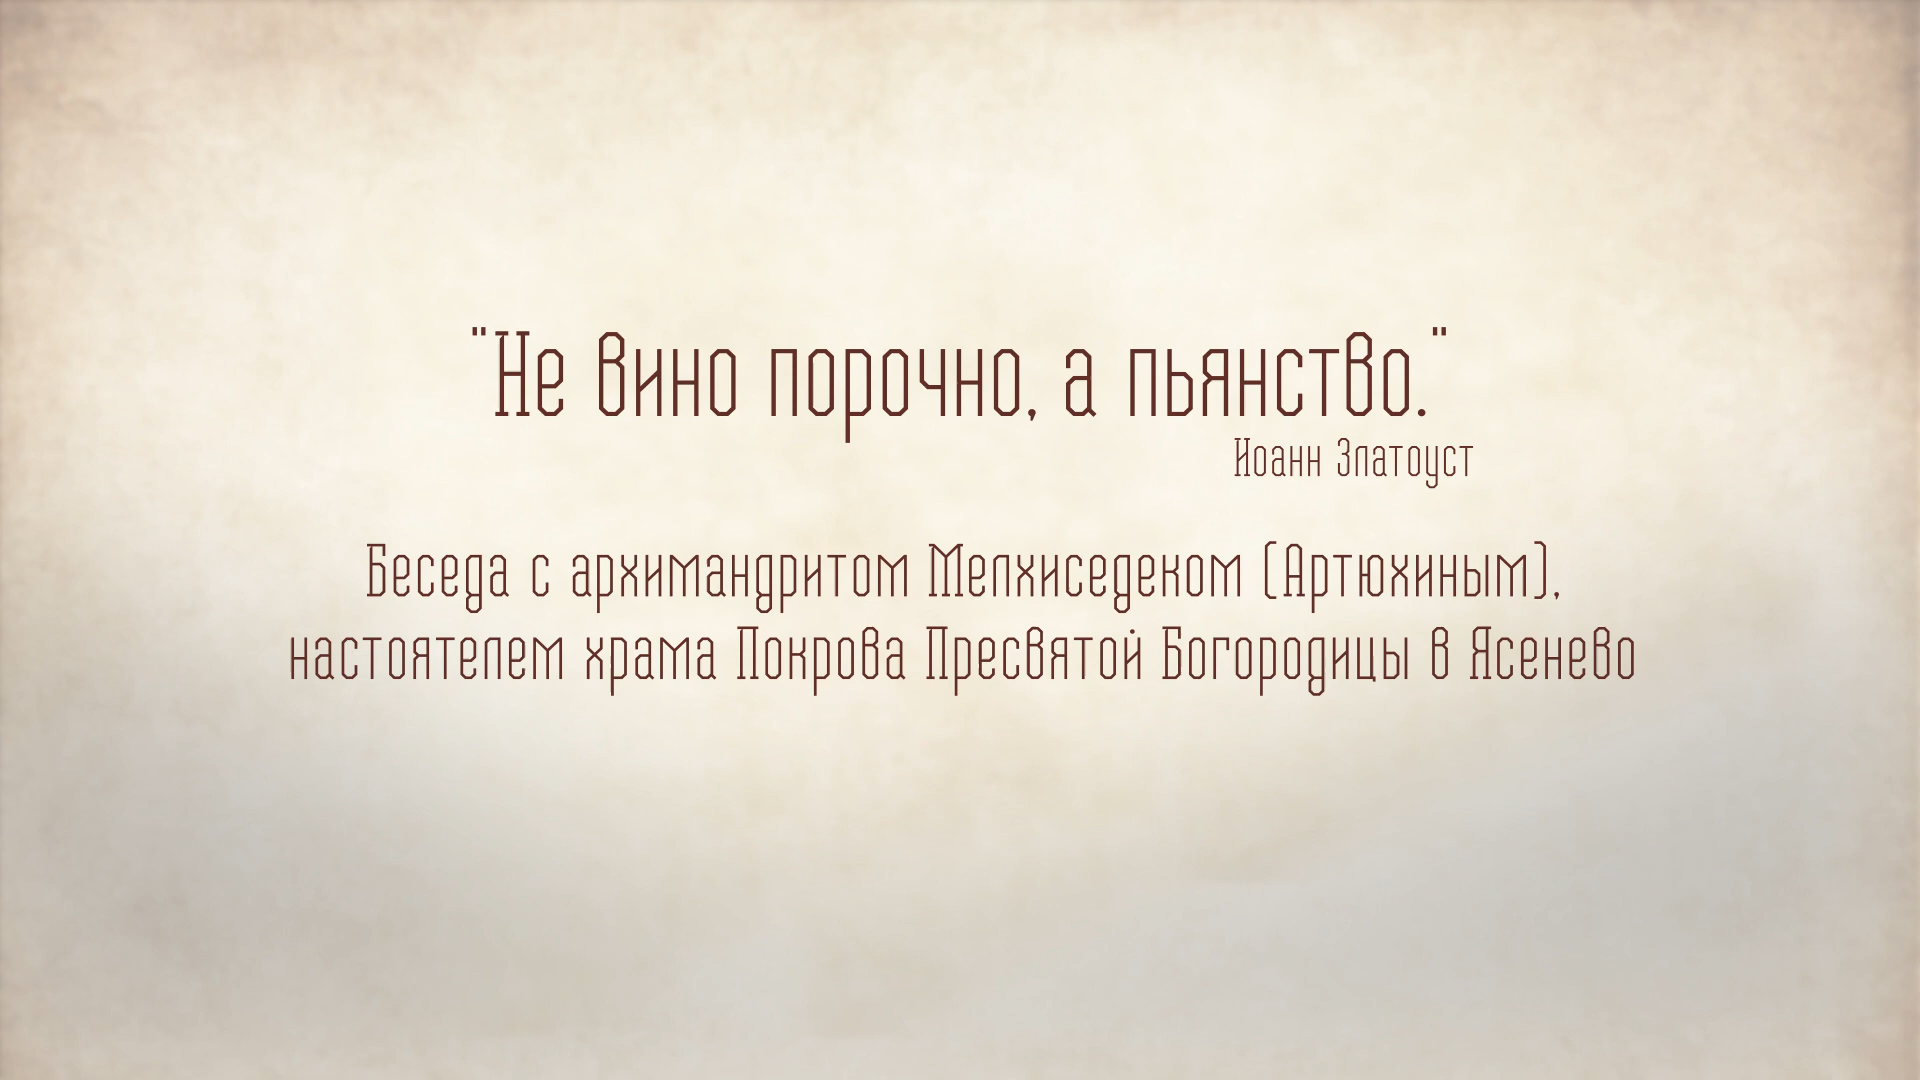 "Не вино порочно, а пьянство."
Иоанн Златоуст
Беседа с архимандритом Мелхиседеком (Артюхиным),
настоятелем храма Покрова Пресвятой Богородицы в Ясенево